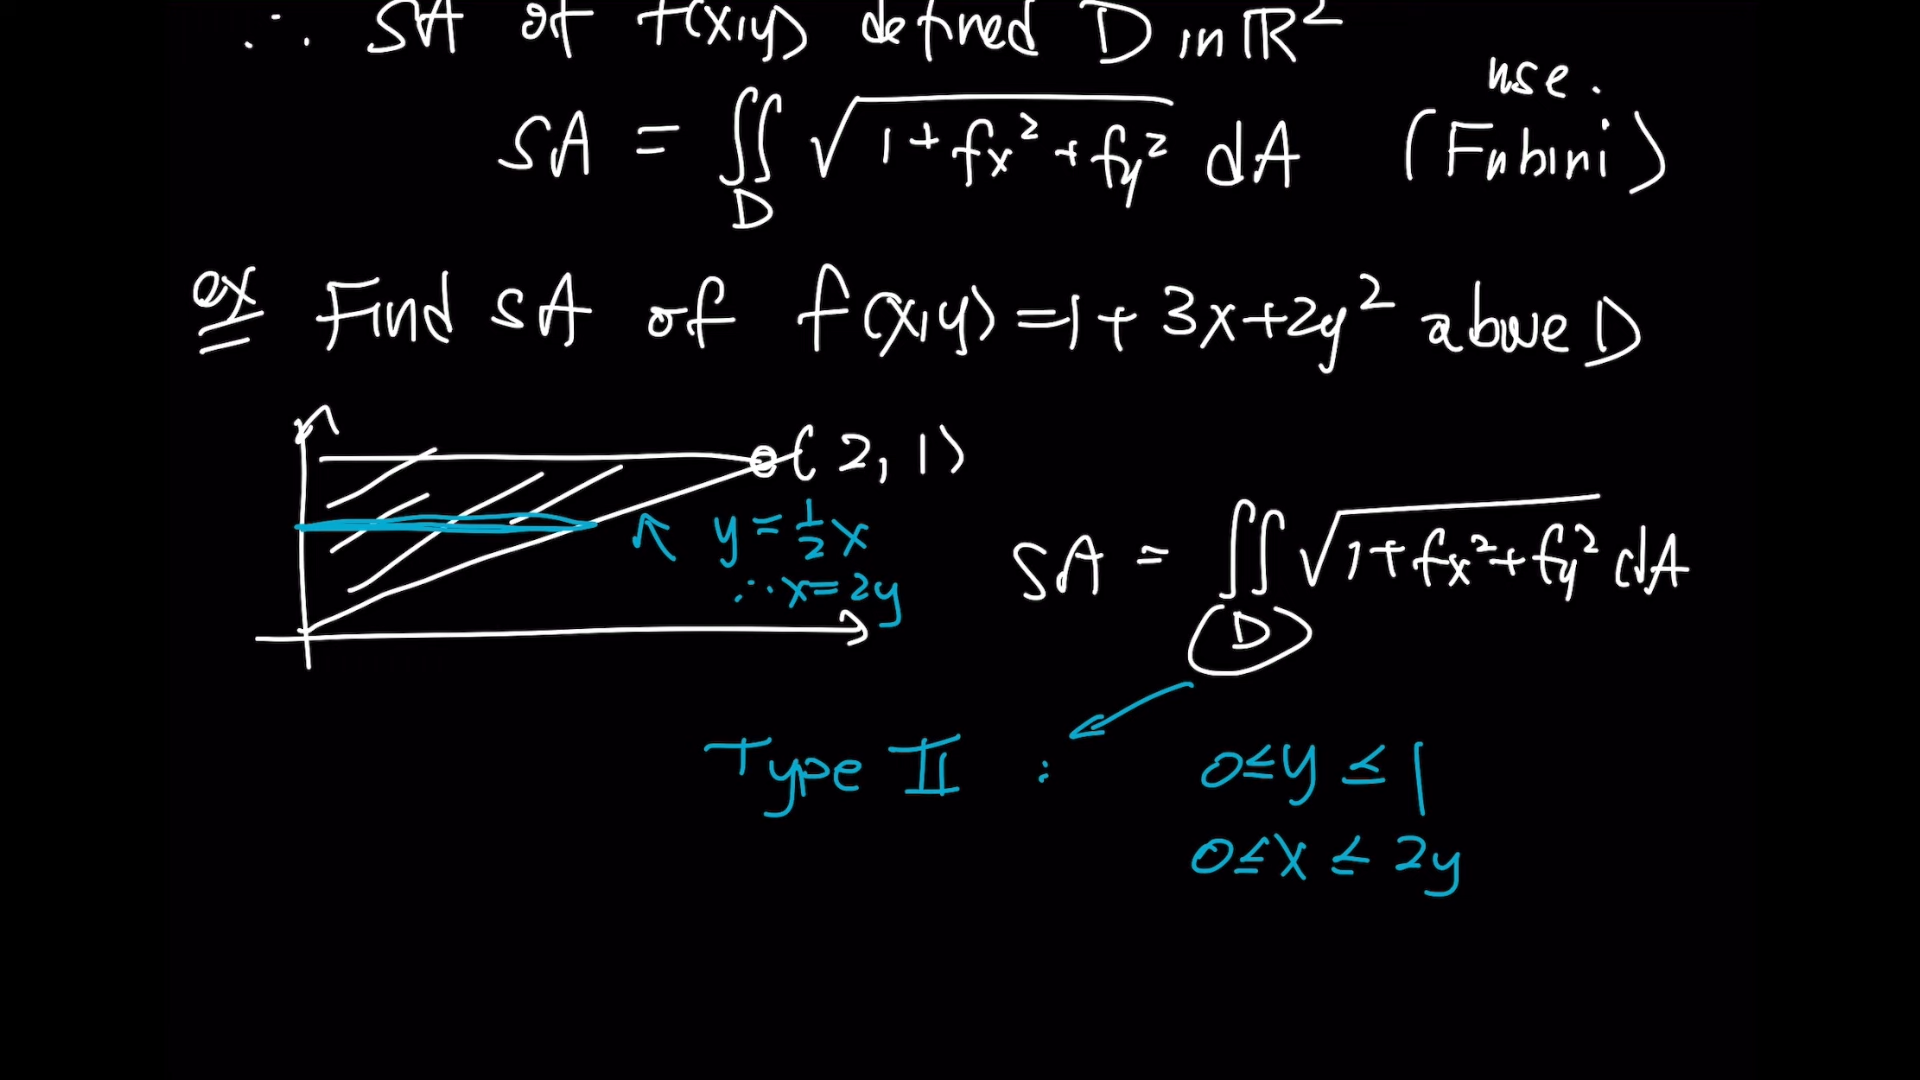 ∴ SA of f(x,y) defined D in ℝ²
use.
SA = ∬_D √(1+fx²+fy²) dA (Fubini)
ex Find SA of f(x,y)=1+3x+2y² above D
(2,1)
y=½x
∴x=2y
SA = ∬_D √(1+fx²+fy²) dA
Type II : 0≤y≤1
0≤x≤2y